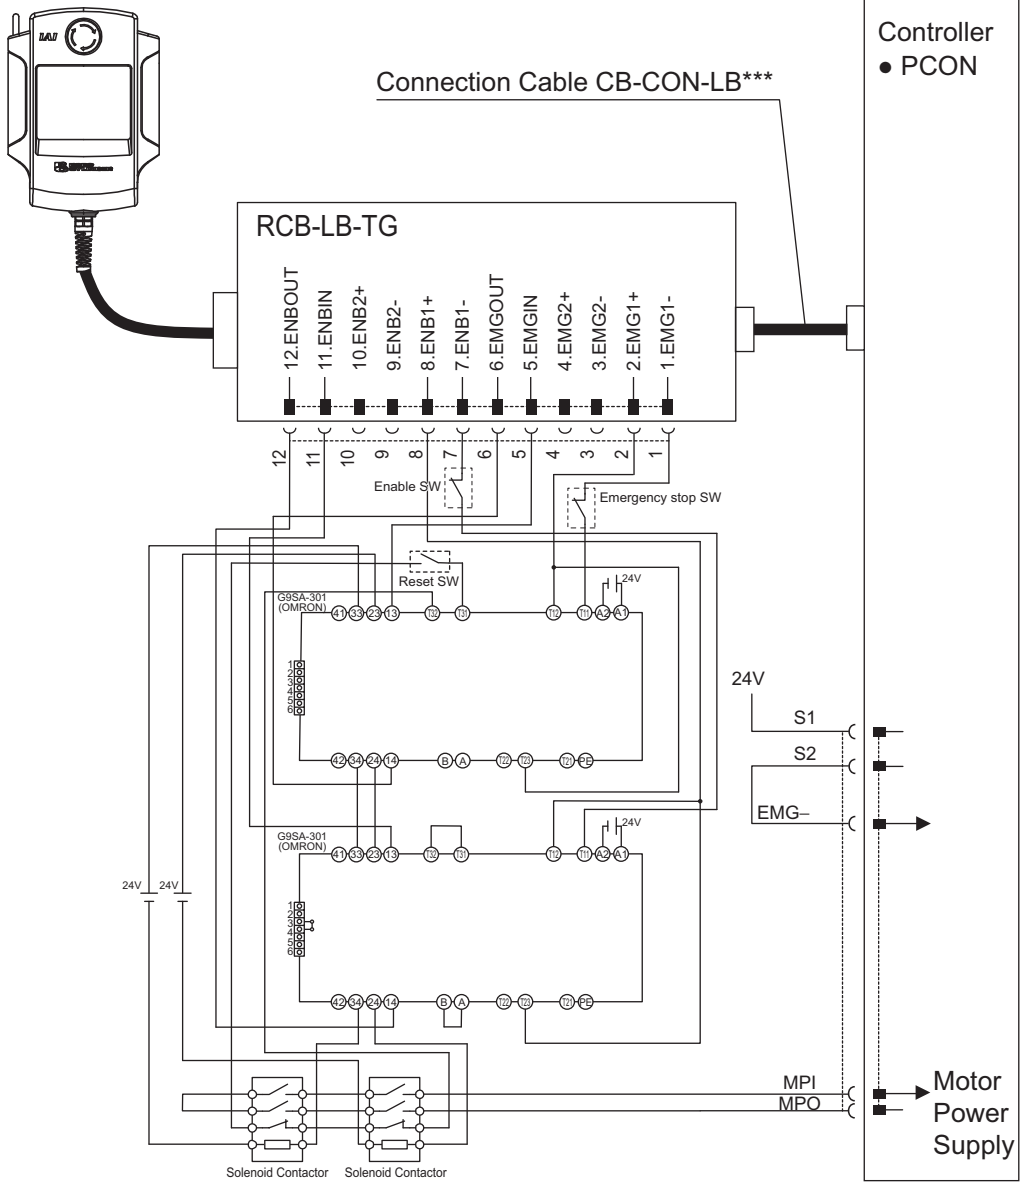 IAI
Controller
● PCON
Connection Cable CB-CON-LB***
RCB-LB-TG
12.ENBOUT
11.ENBIN
10.ENB2+
9.ENB2-
8.ENB1+
7.ENB1-
6.EMGOUT
5.EMGIN
4.EMG2+
3.EMG2-
2.EMG1+
1.EMG1-
12
11
10
9
8
7
6
5
4
3
2
1
Enable SW
Emergency stop SW
Reset SW
24V
G9SA-301
(OMRON)
41 33 23 13 T32 T31 T12 T11 A2 A1
1
2
3
4
5
6
42 34 24 14 B A T22 T23 T21 PE
24V
S1
S2
EMG–
24V
G9SA-301
(OMRON)
41 33 23 13 T32 T31 T12 T11 A2 A1
24V 24V
1
2
3
4
5
6
42 34 24 14 B A T22 T23 T21 PE
MPI
MPO
Motor
Power
Supply
Solenoid Contactor Solenoid Contactor